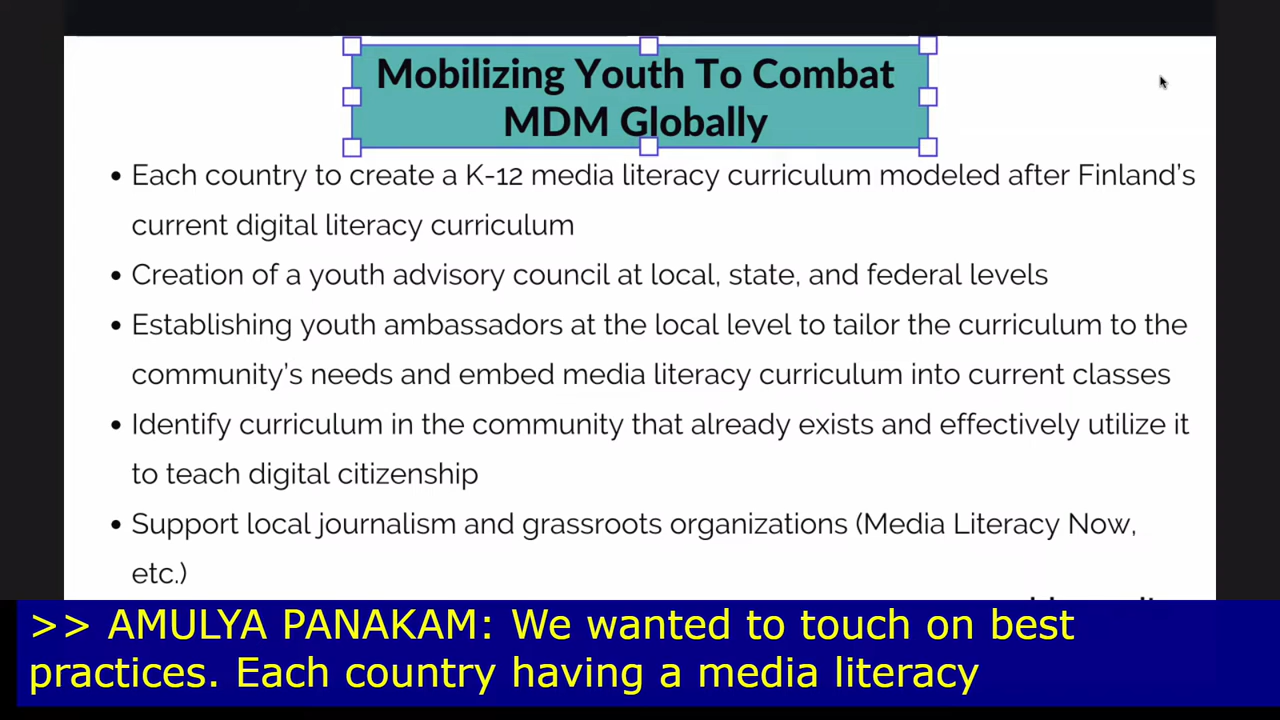 Mobilizing Youth To Combat
MDM Globally
• Each country to create a K-12 media literacy curriculum modeled after Finland's
current digital literacy curriculum
• Creation of a youth advisory council at local, state, and federal levels
• Establishing youth ambassadors at the local level to tailor the curriculum to the
community's needs and embed media literacy curriculum into current classes
• Identify curriculum in the community that already exists and effectively utilize it
to teach digital citizenship
• Support local journalism and grassroots organizations (Media Literacy Now,
etc.)
>> AMULYA PANAKAM: We wanted to touch on best
practices. Each country having a media literacy